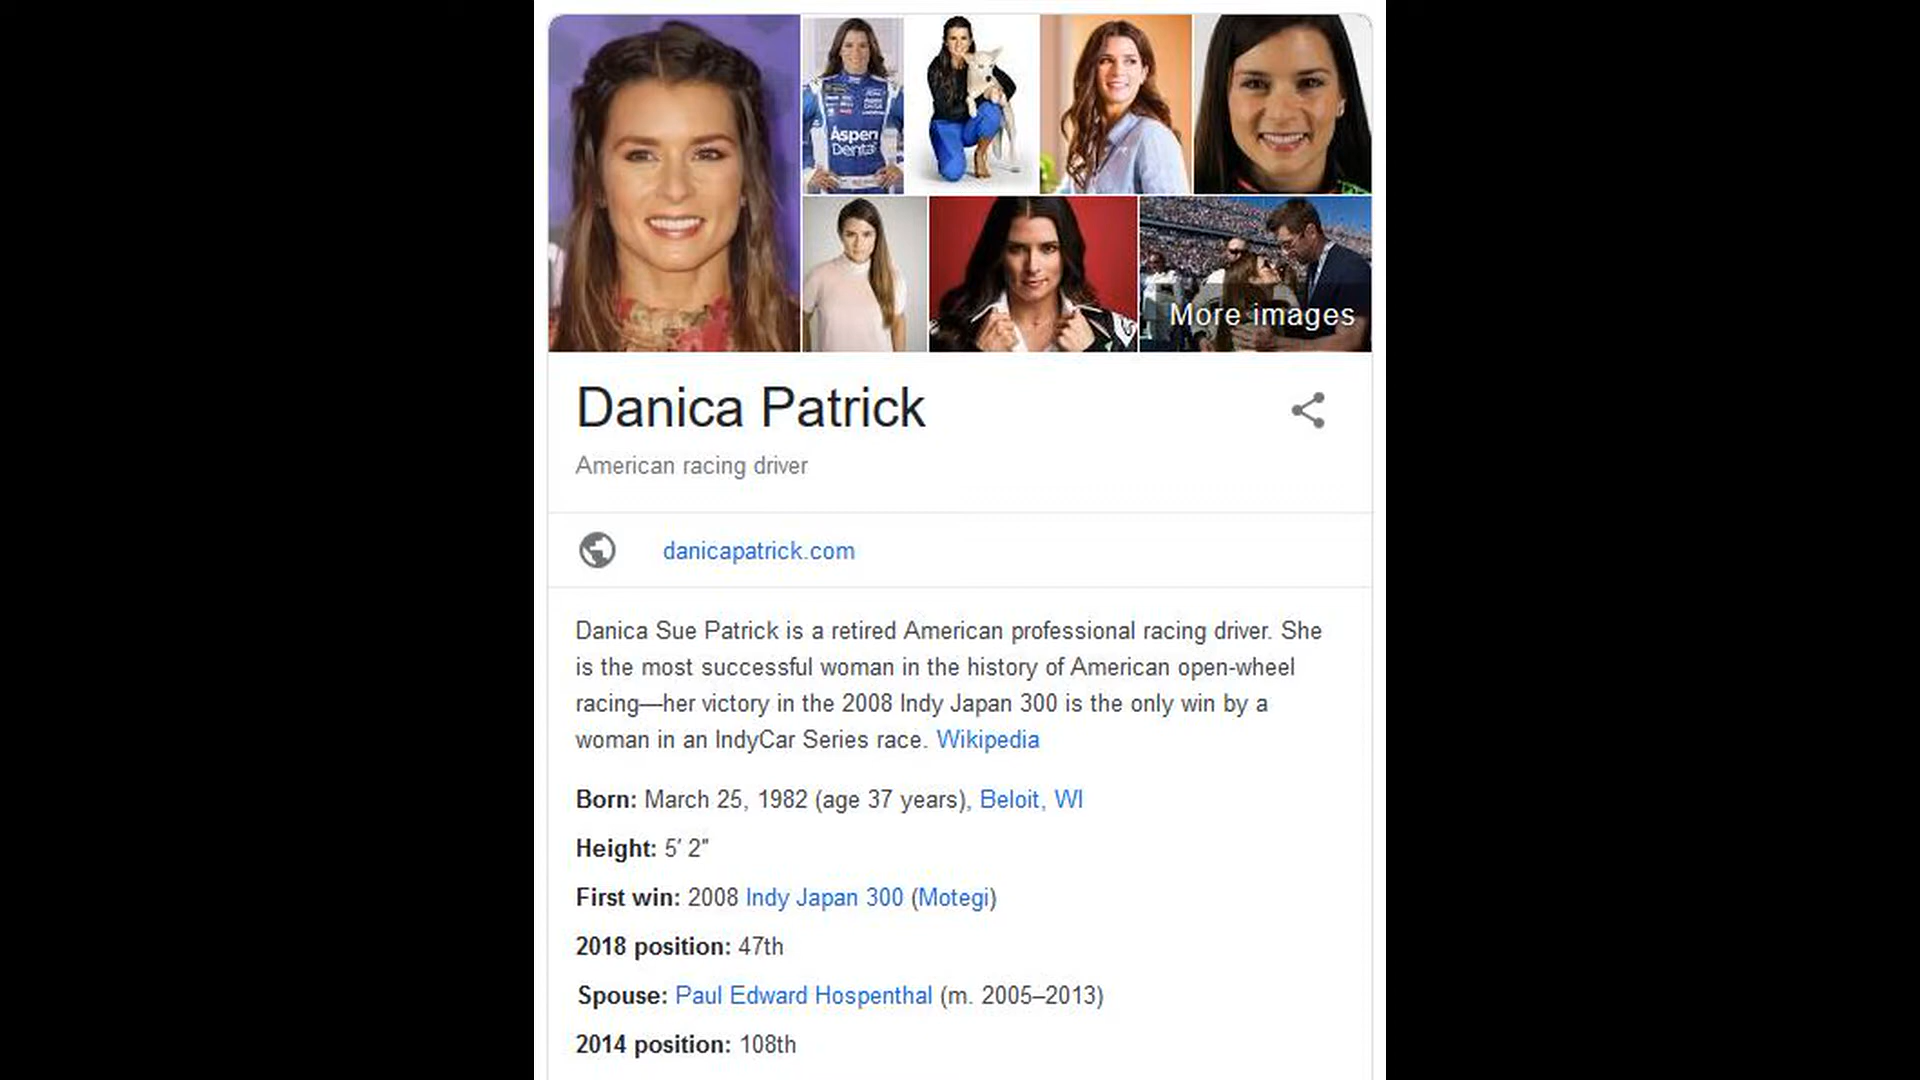 Aspen
Dental
More images
Danica Patrick
American racing driver
danicapatrick.com
Danica Sue Patrick is a retired American professional racing driver. She
is the most successful woman in the history of American open-wheel
racing—her victory in the 2008 Indy Japan 300 is the only win by a
woman in an IndyCar Series race. Wikipedia
Born: March 25, 1982 (age 37 years), Beloit, WI
Height: 5′ 2″
First win: 2008 Indy Japan 300 (Motegi)
2018 position: 47th
Spouse: Paul Edward Hospenthal (m. 2005–2013)
2014 position: 108th